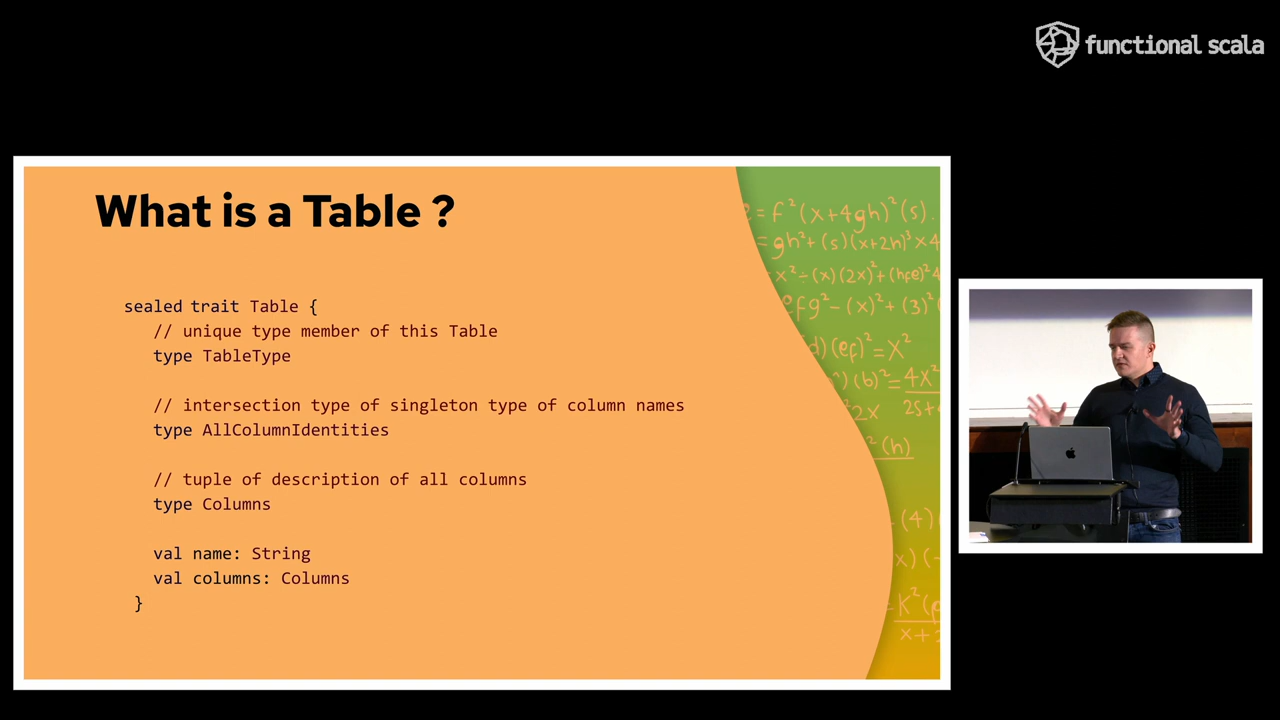 functional scala
What is a Table ?
sealed trait Table {
// unique type member of this Table
type TableType
// intersection type of singleton type of column names
type AllColumnIdentities
// tuple of description of all columns
type Columns
val name: String
val columns: Columns
}